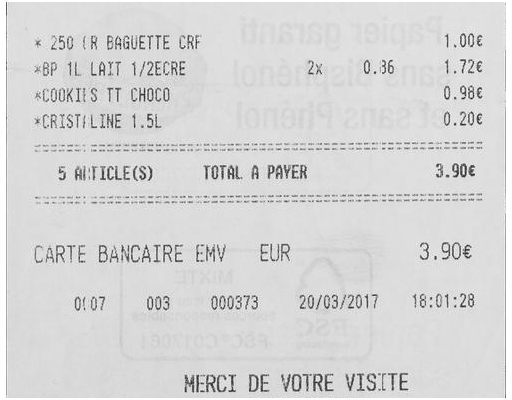 * 250 GR BAGUETTE CRF 1.00€
*BP 1L LAIT 1/2ECRE 2x 0.86 1.72€
*COOKIES TT CHOCO 0.98€
*CRISTALINE 1.5L 0.20€
5 ARTICLE(S) TOTAL A PAYER 3.90€
CARTE BANCAIRE EMV EUR 3.90€
0107 003 000373 20/03/2017 18:01:28
MERCI DE VOTRE VISITE
Papier garanti
sans Bisphénol
et sans Phénol
MIXTE
FSC